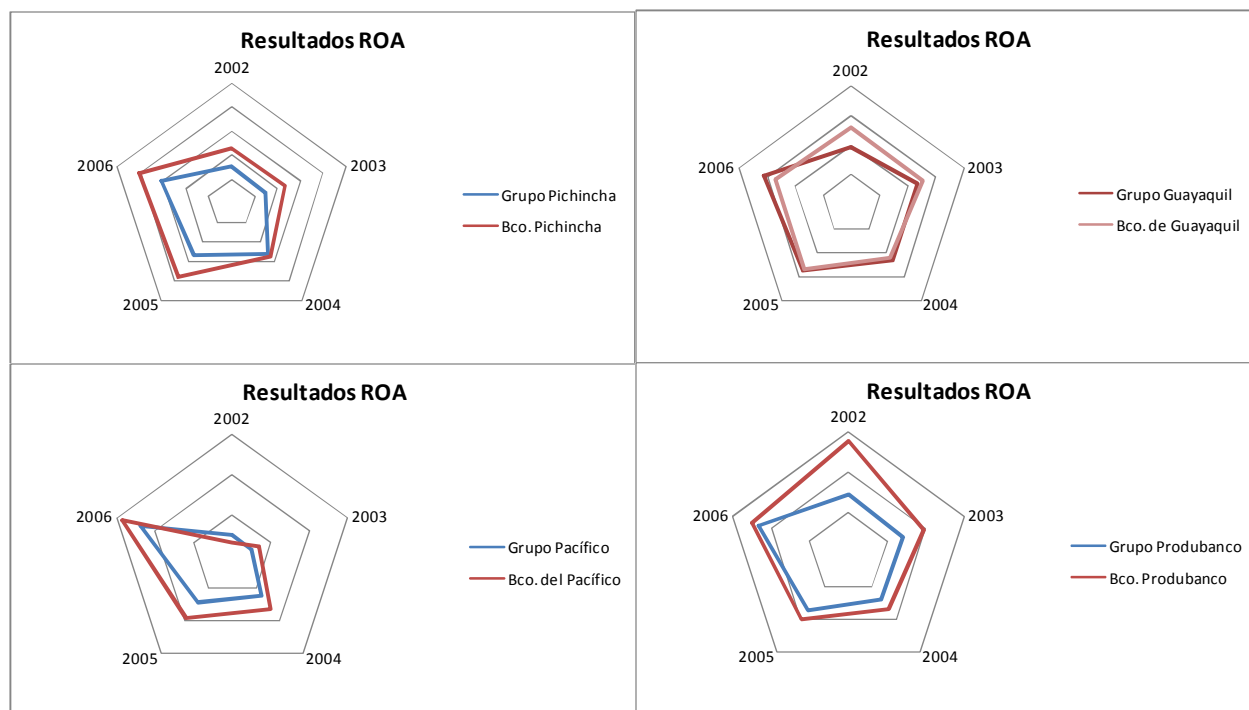 Resultados ROA
2002
2003
2004
2005
2006
Grupo Pichincha
Bco. Pichincha
Resultados ROA
2002
2003
2004
2005
2006
Grupo Guayaquil
Bco. de Guayaquil
Resultados ROA
2002
2003
2004
2005
2006
Grupo Pacífico
Bco. del Pacífico
Resultados ROA
2002
2003
2004
2005
2006
Grupo Produbanco
Bco. Produbanco